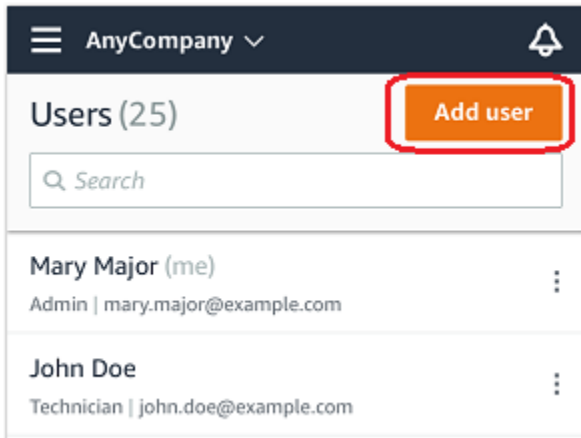 AnyCompany
Users (25)
Add user
Search
Mary Major (me)
Admin | mary.major@example.com
John Doe
Technician | john.doe@example.com